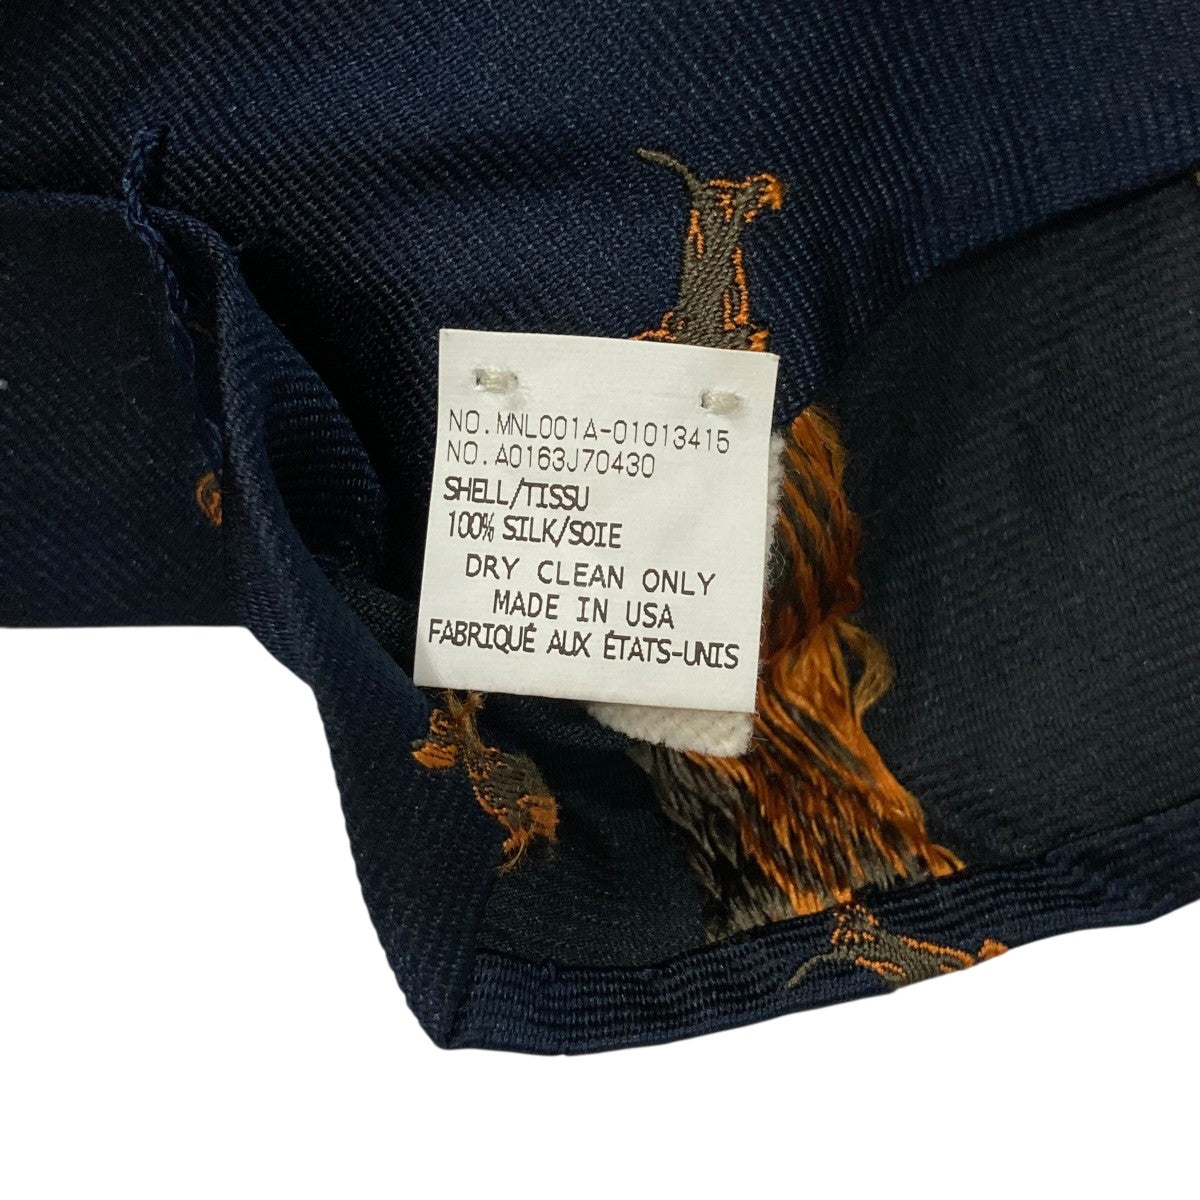 NO.MNL001A-01013415
NO.A0163J70430
SHELL/TISSU
100% SILK/SOIE
DRY CLEAN ONLY
MADE IN USA
FABRIQUÉ AUX ÉTATS-UNIS